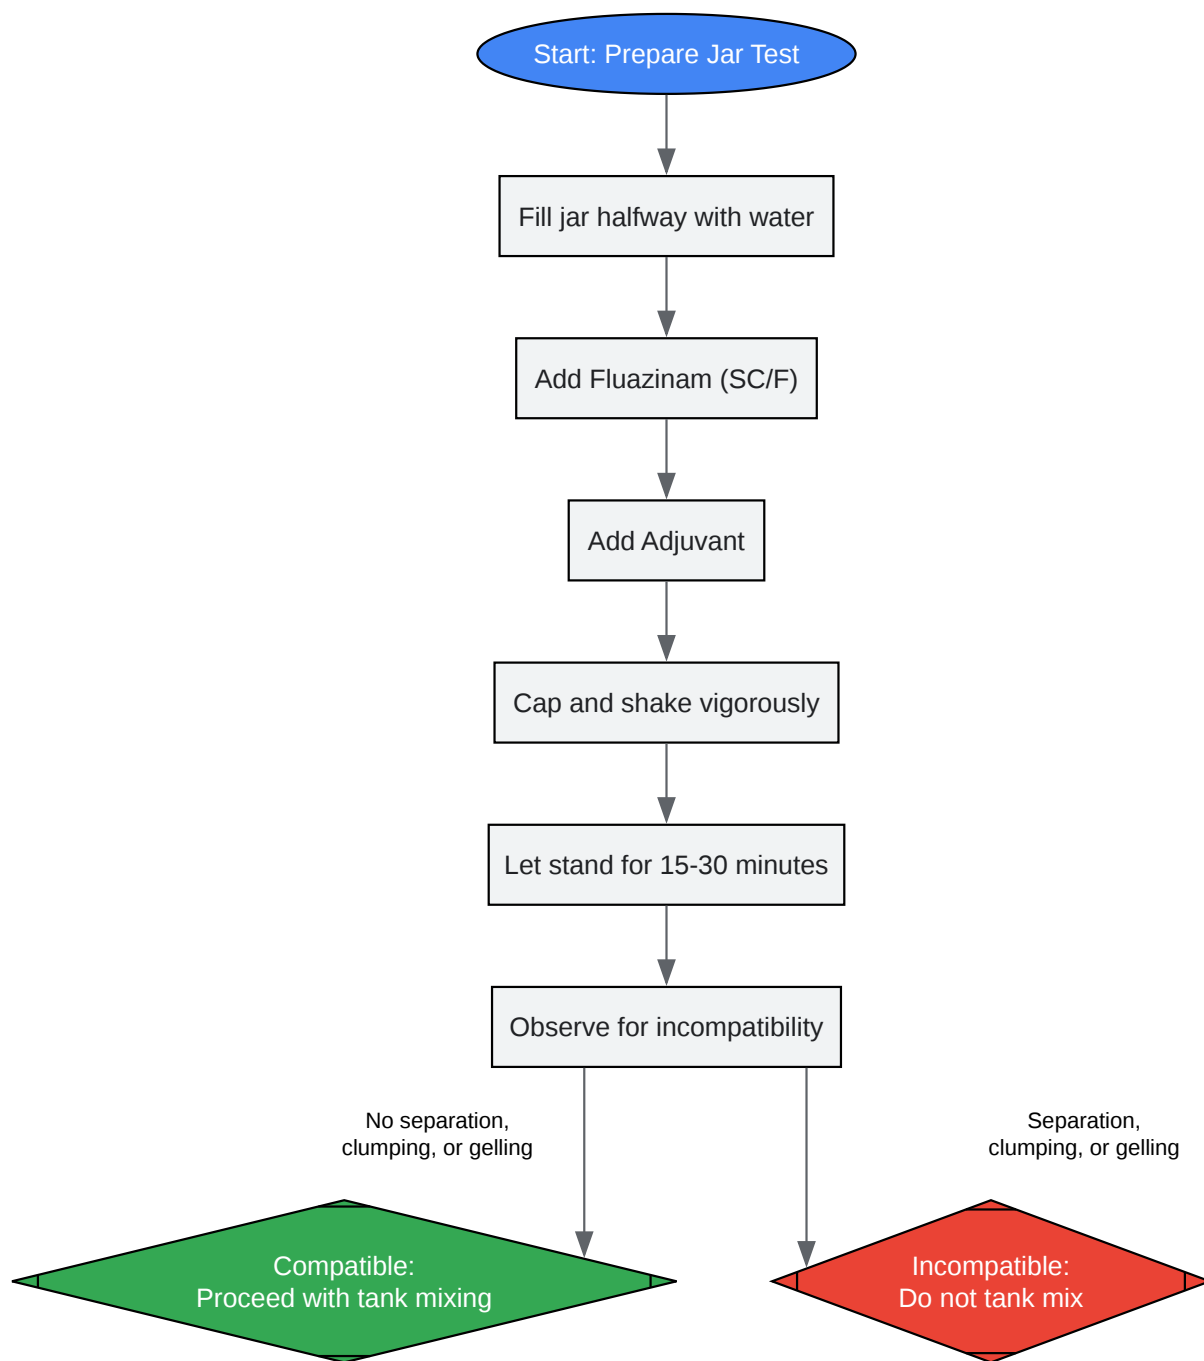 Start: Prepare Jar Test
Fill jar halfway with water
Add Fluazinam (SC/F)
Add Adjuvant
Cap and shake vigorously
Let stand for 15-30 minutes
Observe for incompatibility
No separation,
clumping, or gelling
Separation,
clumping, or gelling
Compatible:
Proceed with tank mixing
Incompatible:
Do not tank mix